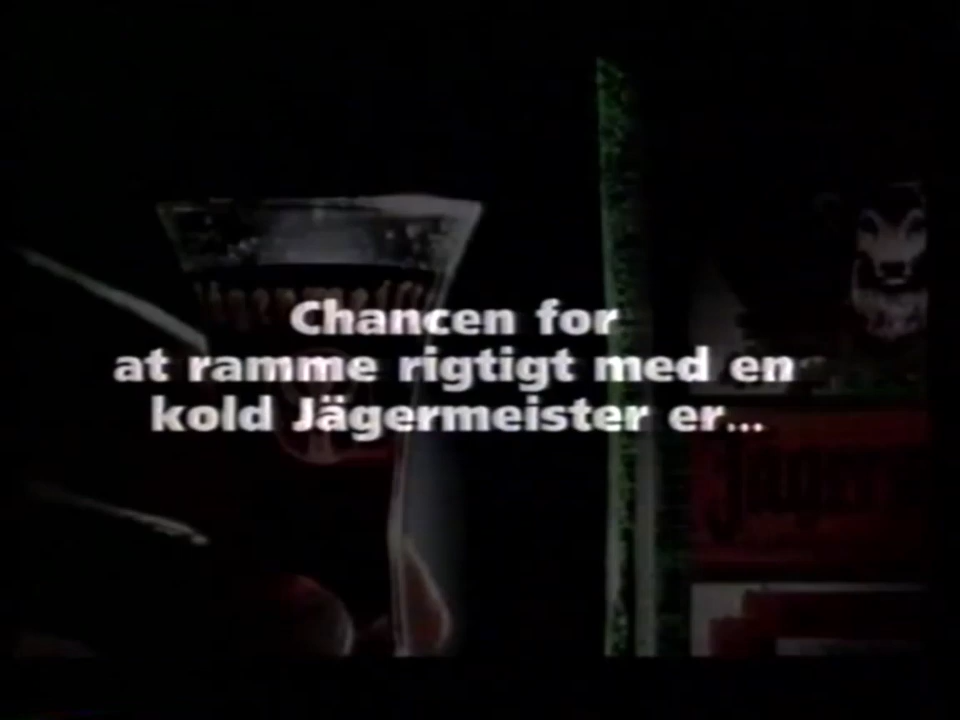 Chancen for
at ramme rigtigt med en
kold Jägermeister er...